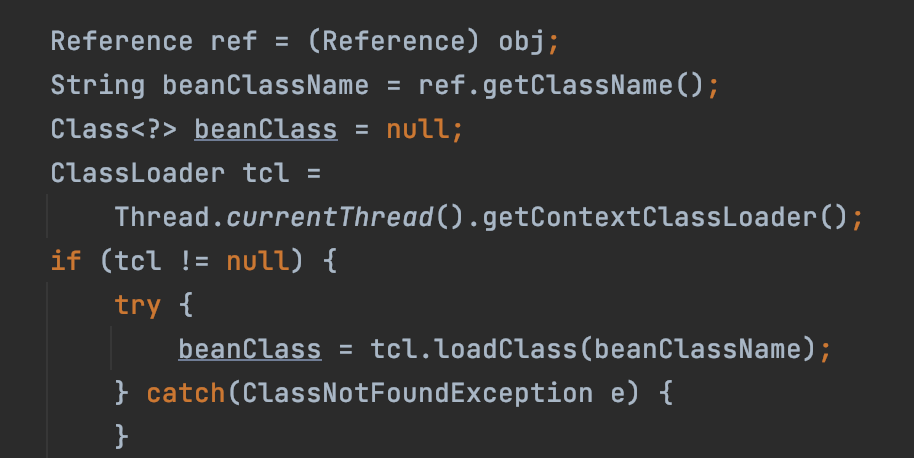 Reference ref = (Reference) obj;
String beanClassName = ref.getClassName();
Class<?> beanClass = null;
ClassLoader tcl =
    Thread.currentThread().getContextClassLoader();
if (tcl != null) {
    try {
        beanClass = tcl.loadClass(beanClassName);
    } catch(ClassNotFoundException e) {
    }